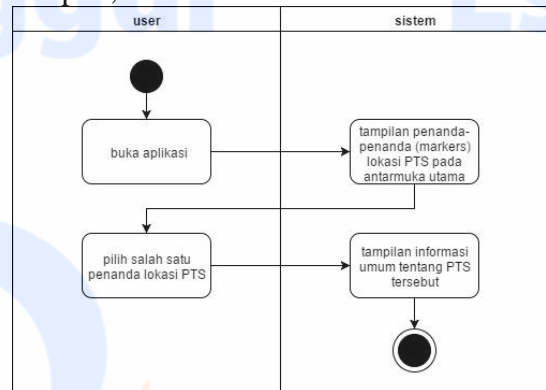 user
sistem
buka aplikasi
tampilan penanda-
penanda (markers)
lokasi PTS pada
antarmuka utama
pilih salah satu
penanda lokasi PTS
tampilan informasi
umum tentang PTS
tersebut